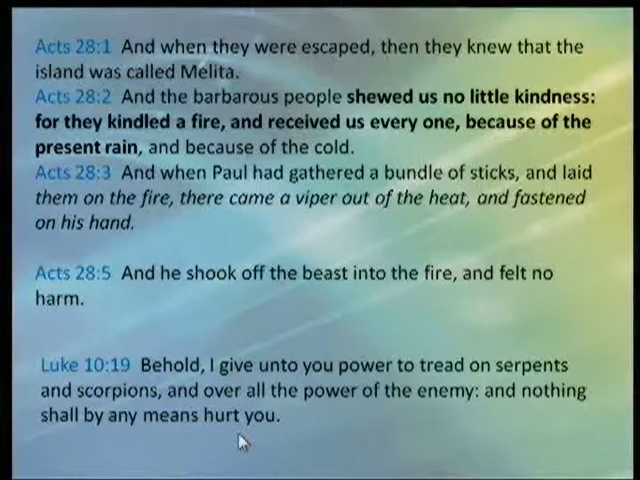 Acts 28:1 And when they were escaped, then they knew that the
island was called Melita.
Acts 28:2 And the barbarous people shewed us no little kindness:
for they kindled a fire, and received us every one, because of the
present rain, and because of the cold.
Acts 28:3 And when Paul had gathered a bundle of sticks, and laid
them on the fire, there came a viper out of the heat, and fastened
on his hand.
Acts 28:5 And he shook off the beast into the fire, and felt no
harm.
Luke 10:19 Behold, I give unto you power to tread on serpents
and scorpions, and over all the power of the enemy: and nothing
shall by any means hurt you.